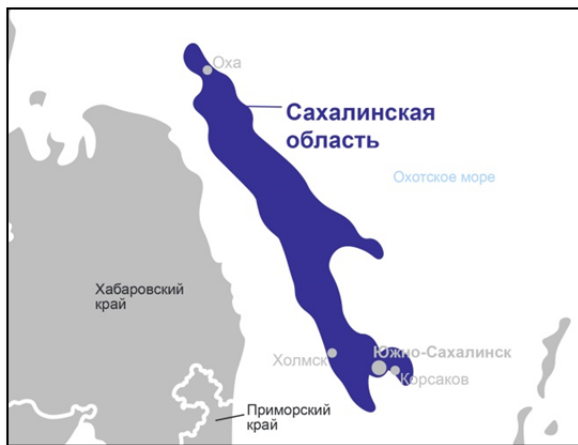 Оха
Сахалинская
область
Охотское море
Хабаровский
край
Холмск
Южно-Сахалинск
Корсаков
Приморский
край